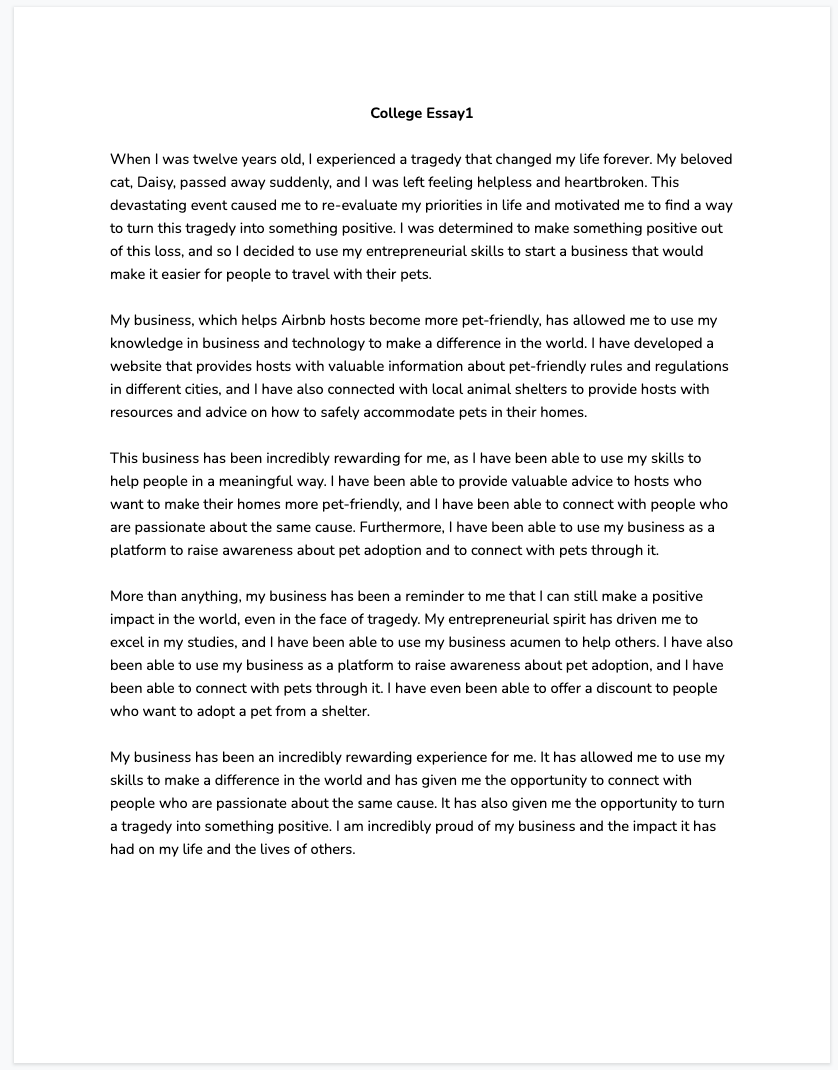 College Essay1
When I was twelve years old, I experienced a tragedy that changed my life forever. My beloved
cat, Daisy, passed away suddenly, and I was left feeling helpless and heartbroken. This
devastating event caused me to re-evaluate my priorities in life and motivated me to find a way
to turn this tragedy into something positive. I was determined to make something positive out
of this loss, and so I decided to use my entrepreneurial skills to start a business that would
make it easier for people to travel with their pets.
My business, which helps Airbnb hosts become more pet-friendly, has allowed me to use my
knowledge in business and technology to make a difference in the world. I have developed a
website that provides hosts with valuable information about pet-friendly rules and regulations
in different cities, and I have also connected with local animal shelters to provide hosts with
resources and advice on how to safely accommodate pets in their homes.
This business has been incredibly rewarding for me, as I have been able to use my skills to
help people in a meaningful way. I have been able to provide valuable advice to hosts who
want to make their homes more pet-friendly, and I have been able to connect with people who
are passionate about the same cause. Furthermore, I have been able to use my business as a
platform to raise awareness about pet adoption and to connect with pets through it.
More than anything, my business has been a reminder to me that I can still make a positive
impact in the world, even in the face of tragedy. My entrepreneurial spirit has driven me to
excel in my studies, and I have been able to use my business acumen to help others. I have also
been able to use my business as a platform to raise awareness about pet adoption, and I have
been able to connect with pets through it. I have even been able to offer a discount to people
who want to adopt a pet from a shelter.
My business has been an incredibly rewarding experience for me. It has allowed me to use my
skills to make a difference in the world and has given me the opportunity to connect with
people who are passionate about the same cause. It has also given me the opportunity to turn
a tragedy into something positive. I am incredibly proud of my business and the impact it has
had on my life and the lives of others.